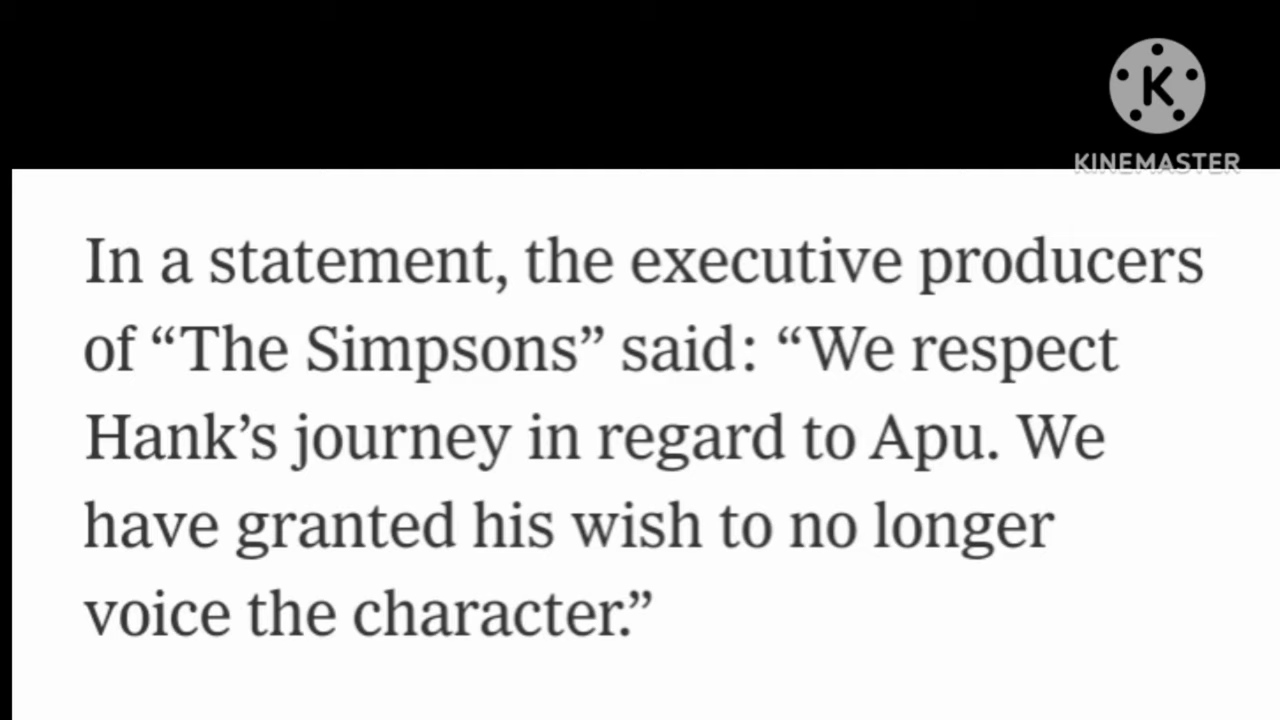 K
KINEMASTER
In a statement, the executive producers
of “The Simpsons” said: “We respect
Hank’s journey in regard to Apu. We
have granted his wish to no longer
voice the character.”